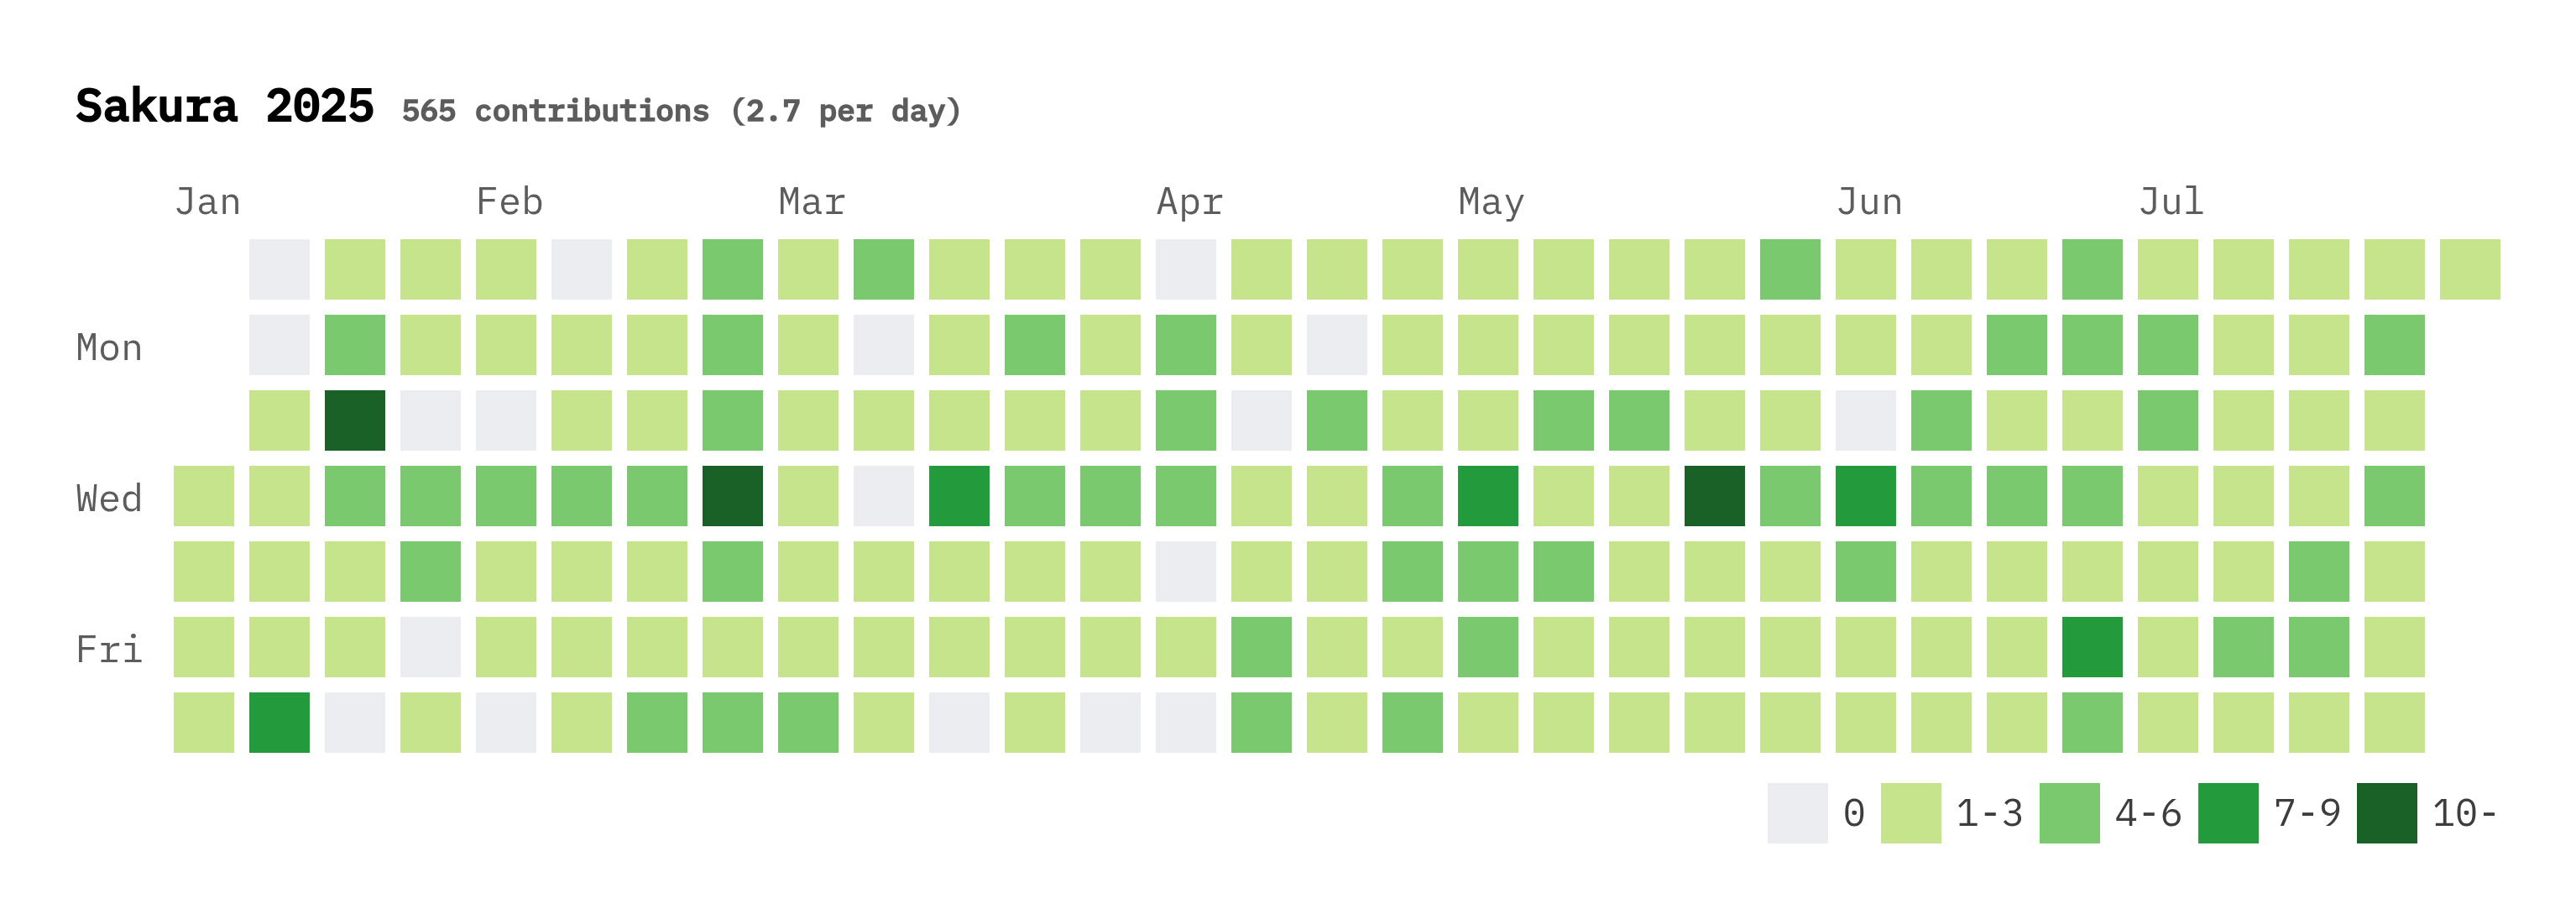 Sakura 2025 565 contributions (2.7 per day)
Jan Feb Mar Apr May Jun Jul
Mon
Wed
Fri
0 1-3 4-6 7-9 10-